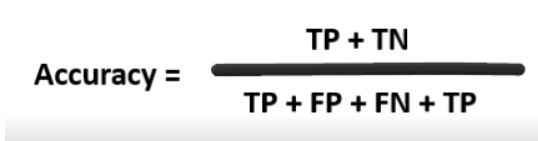 TP + TN
Accuracy =
TP + FP + FN + TP